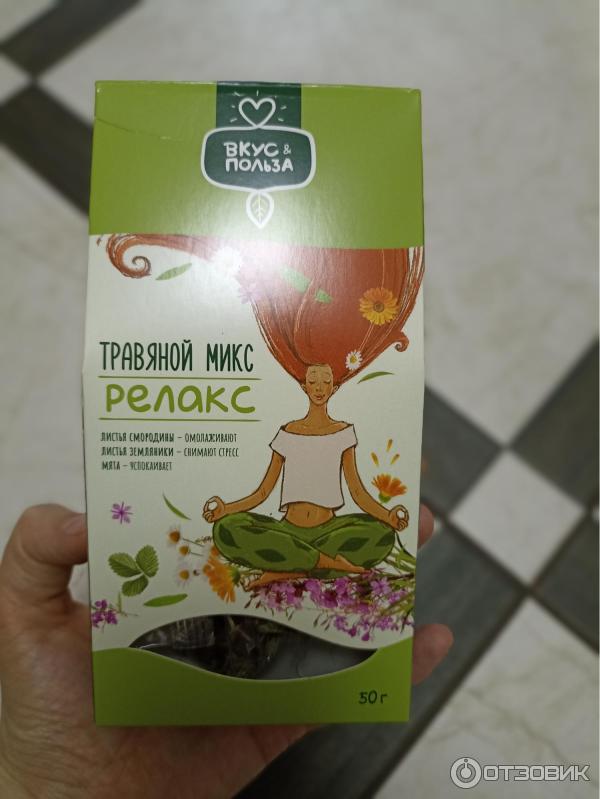 ВКУС &
ПОЛЬЗА
ТРАВЯНОЙ МИКС
РЕЛАКС
ЛИСТЬЯ СМОРОДИНЫ – ОМОЛАЖИВАЮТ
ЛИСТЬЯ ЗЕМЛЯНИКИ – СНИМАЮТ СТРЕСС
МЯТА – УСПОКАИВАЕТ
50 г
ОТЗОВИК